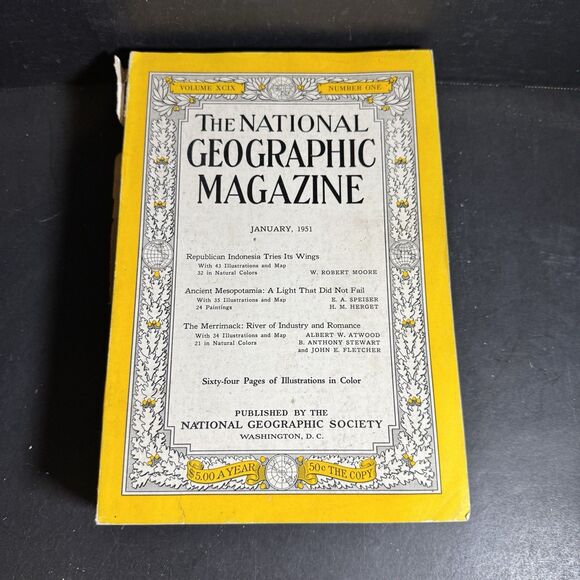 VOLUME XCIX NUMBER ONE
THE NATIONAL
GEOGRAPHIC
MAGAZINE
JANUARY, 1951
Republican Indonesia Tries Its Wings
With 43 Illustrations and Map
32 in Natural Colors W. ROBERT MOORE
Ancient Mesopotamia: A Light That Did Not Fail
With 35 Illustrations and Map E. A. SPEISER
24 Paintings H. M. HERGET
The Merrimack: River of Industry and Romance
With 34 Illustrations and Map ALBERT W. ATWOOD
21 in Natural Colors B. ANTHONY STEWART
and JOHN E. FLETCHER
Sixty-four Pages of Illustrations in Color
PUBLISHED BY THE
NATIONAL GEOGRAPHIC SOCIETY
WASHINGTON, D. C.
$5.00 A YEAR 50c THE COPY